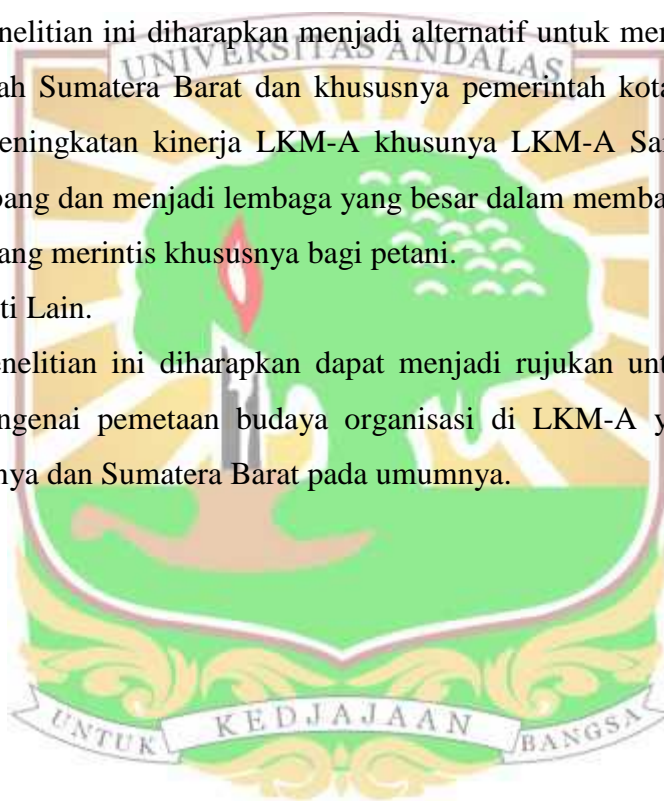 nelitian ini diharapkan menjadi alternatif untuk mer
UNIVERSITAS ANDALAS
ah Sumatera Barat dan khususnya pemerintah kota
eningkatan kinerja LKM-A khusunya LKM-A Sa
bang dan menjadi lembaga yang besar dalam memba
ang merintis khususnya bagi petani.
ti Lain.
enelitian ini diharapkan dapat menjadi rujukan unt
ngenai pemetaan budaya organisasi di LKM-A y
nya dan Sumatera Barat pada umumnya.
UNTUK KEDJAJAAN BANGSA